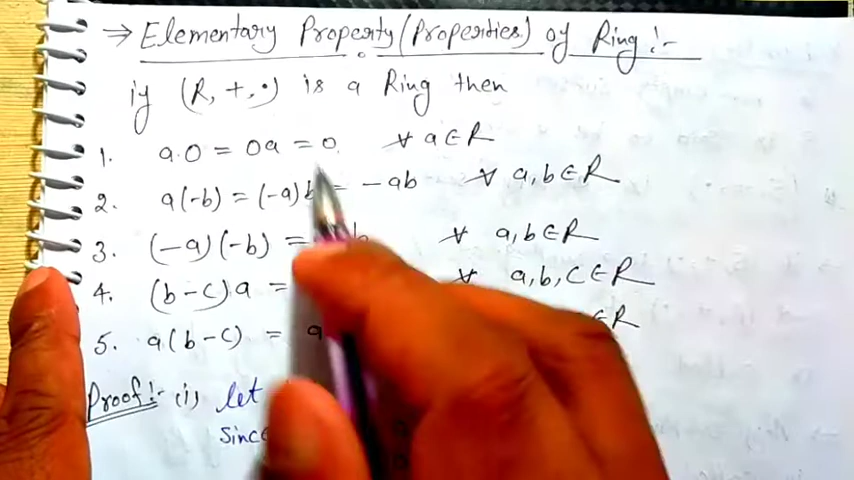 → Elementary Property (Properties) of Ring :-
if (R, +, ·) is a Ring then
1. a.0 = 0a = 0 ∀ a ∈ R
2. a(-b) = (-a)b = -ab ∀ a, b ∈ R
3. (-a)(-b) = b ∀ a, b ∈ R
4. (b-c)a = ∀ a, b, c ∈ R
5. a(b-c) = a ∈ R
Proof :- (i) let
Since